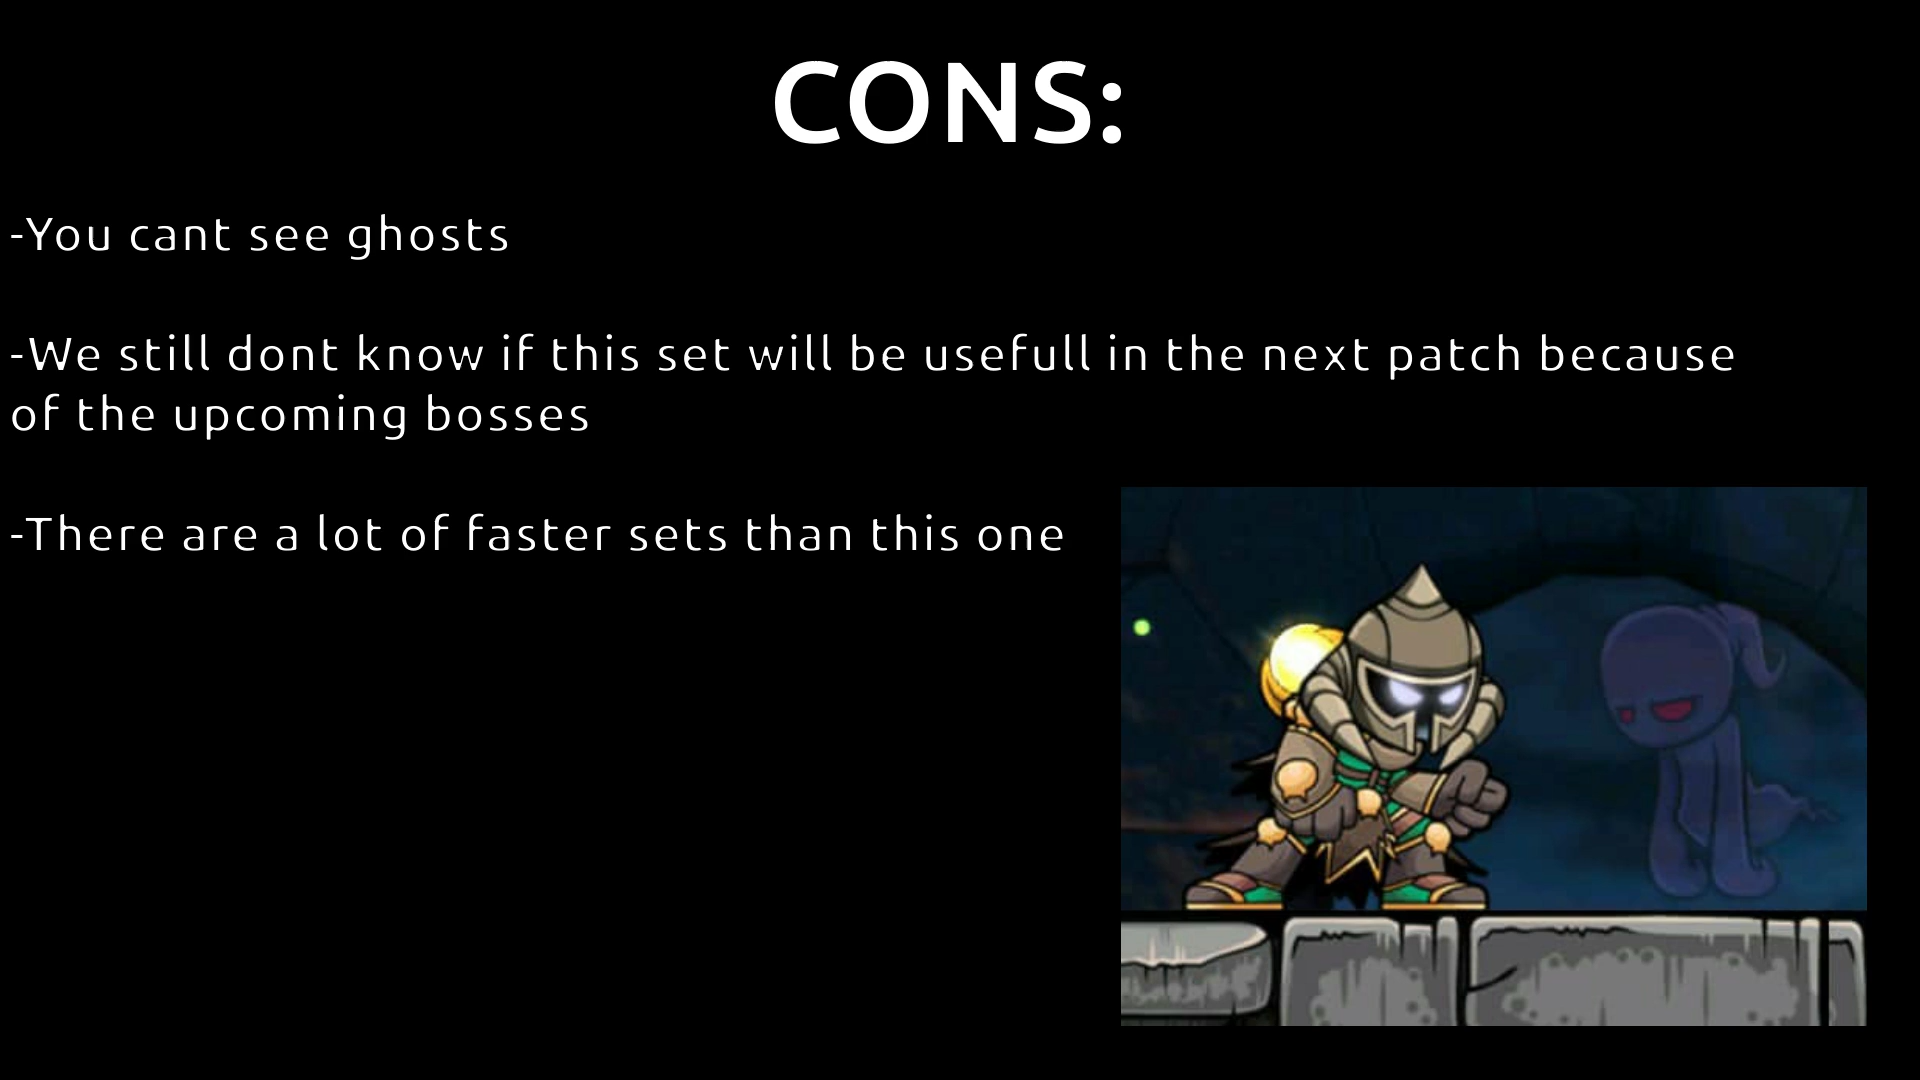 CONS:
-You cant see ghosts
-We still dont know if this set will be usefull in the next patch because
of the upcoming bosses
-There are a lot of faster sets than this one